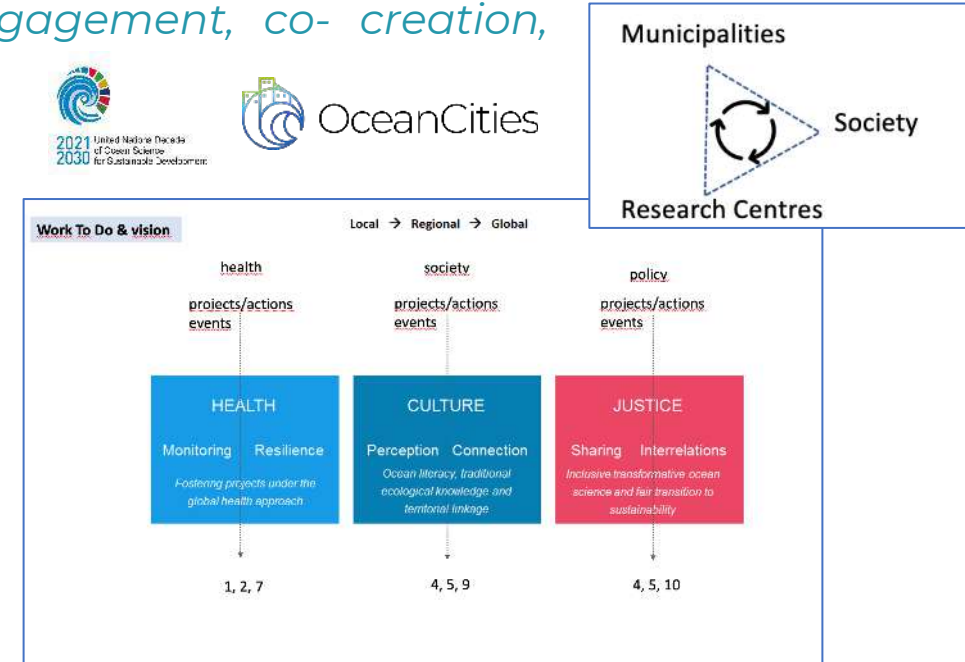 gagement, co- creation,
2021 United Nations Decade
of Ocean Science
2030 for Sustainable Development
OceanCities
Municipalities
Society
Research Centres
Work To Do & vision
Local → Regional → Global
health
projects/actions
events
society
projects/actions
events
policy
projects/actions
events
HEALTH
Monitoring Resilience
Fostering projects under the
global health approach
CULTURE
Perception Connection
Ocean literacy, traditional
ecological knowledge and
territorial linkage
JUSTICE
Sharing Interrelations
Inclusive transformative ocean
science and fair transition to
sustainability
1, 2, 7
4, 5, 9
4, 5, 10